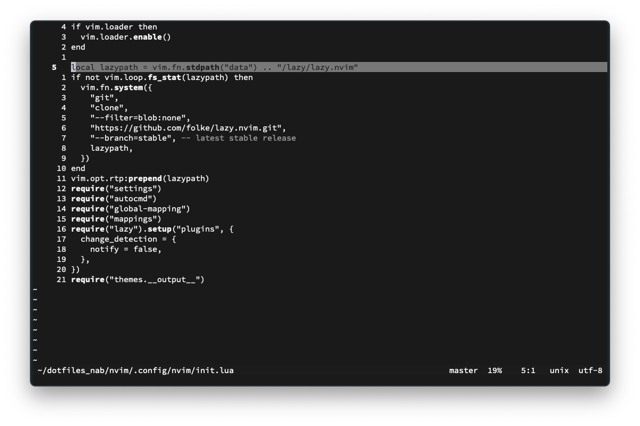 4 if vim.loader then
3   vim.loader.enable()
2 end
1
5 local lazypath = vim.fn.stdpath("data") .. "/lazy/lazy.nvim"
1 if not vim.loop.fs_stat(lazypath) then
2   vim.fn.system({
3     "git",
4     "clone",
5     "--filter=blob:none",
6     "https://github.com/folke/lazy.nvim.git",
7     "--branch=stable", -- latest stable release
8     lazypath,
9   })
10 end
11 vim.opt.rtp:prepend(lazypath)
12 require("settings")
13 require("autocmd")
14 require("global-mapping")
15 require("mappings")
16 require("lazy").setup("plugins", {
17   change_detection = {
18     notify = false,
19   },
20 })
21 require("themes.__output__")
~
~
~
~
~
~
~
~
~/dotfiles_nab/nvim/.config/nvim/init.lua master 19% 5:1 unix utf-8